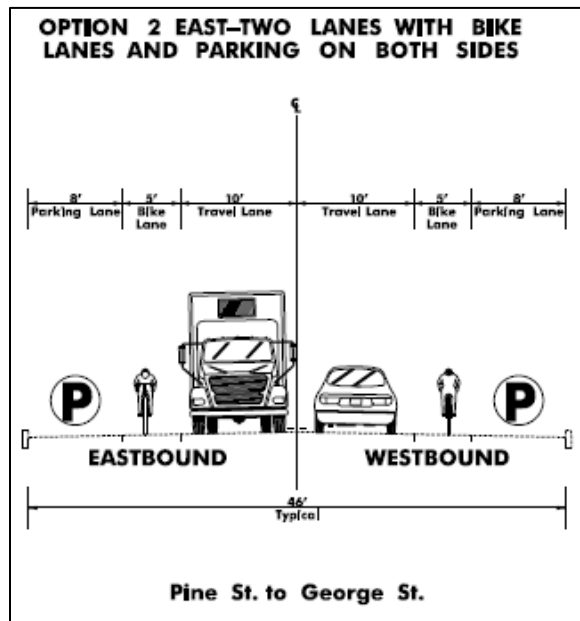 OPTION 2 EAST–TWO LANES WITH BIKE
LANES AND PARKING ON BOTH SIDES
℄
8' 5' 10' 10' 5' 8'
Parking Lane Bike Travel Lane Travel Lane Bike Parking Lane
Lane Lane
P P
EASTBOUND WESTBOUND
46'
Typical
Pine St. to George St.